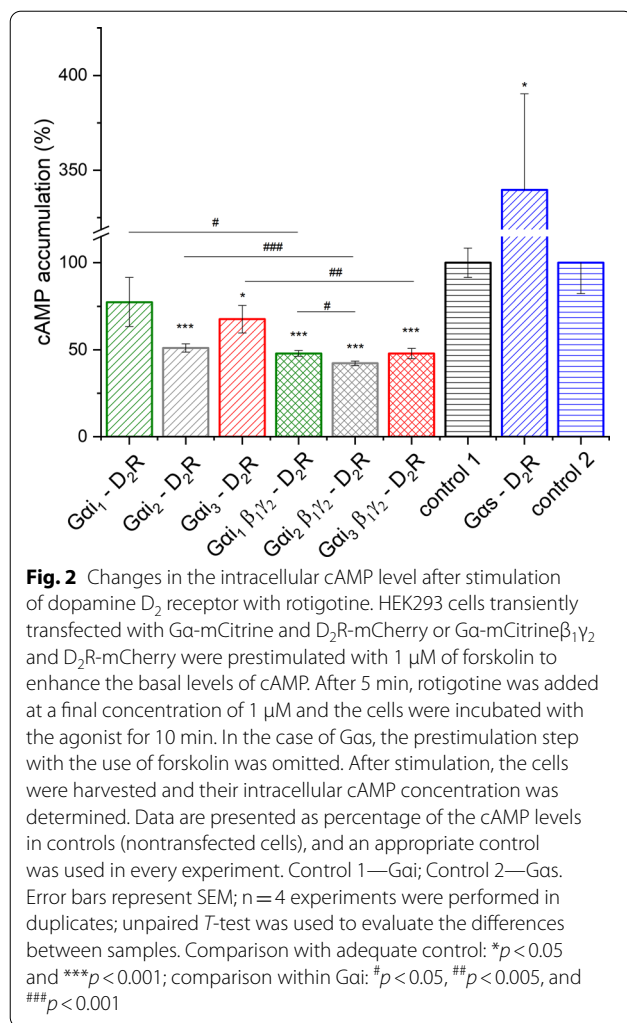 400
*
350
#
###
##
100
#
*
***
***
***
***
50
0
cAMP accumulation (%)
Gαi₁ - D₂R
Gαi₂ - D₂R
Gαi₃ - D₂R
Gαi₁ β₁γ₂ - D₂R
Gαi₂ β₁γ₂ - D₂R
Gαi₃ β₁γ₂ - D₂R
control 1
Gαs - D₂R
control 2
Fig. 2 Changes in the intracellular cAMP level after stimulation
of dopamine D₂ receptor with rotigotine. HEK293 cells transiently
transfected with Gα-mCitrine and D₂R-mCherry or Gα-mCitrineβ₁γ₂
and D₂R-mCherry were prestimulated with 1 μM of forskolin to
enhance the basal levels of cAMP. After 5 min, rotigotine was added
at a final concentration of 1 μM and the cells were incubated with
the agonist for 10 min. In the case of Gαs, the prestimulation step
with the use of forskolin was omitted. After stimulation, the cells
were harvested and their intracellular cAMP concentration was
determined. Data are presented as percentage of the cAMP levels
in controls (nontransfected cells), and an appropriate control
was used in every experiment. Control 1—Gαi; Control 2—Gαs.
Error bars represent SEM; n = 4 experiments were performed in
duplicates; unpaired T-test was used to evaluate the differences
between samples. Comparison with adequate control: *p < 0.05
and ***p < 0.001; comparison within Gαi: #p < 0.05, ##p < 0.005, and
###p < 0.001